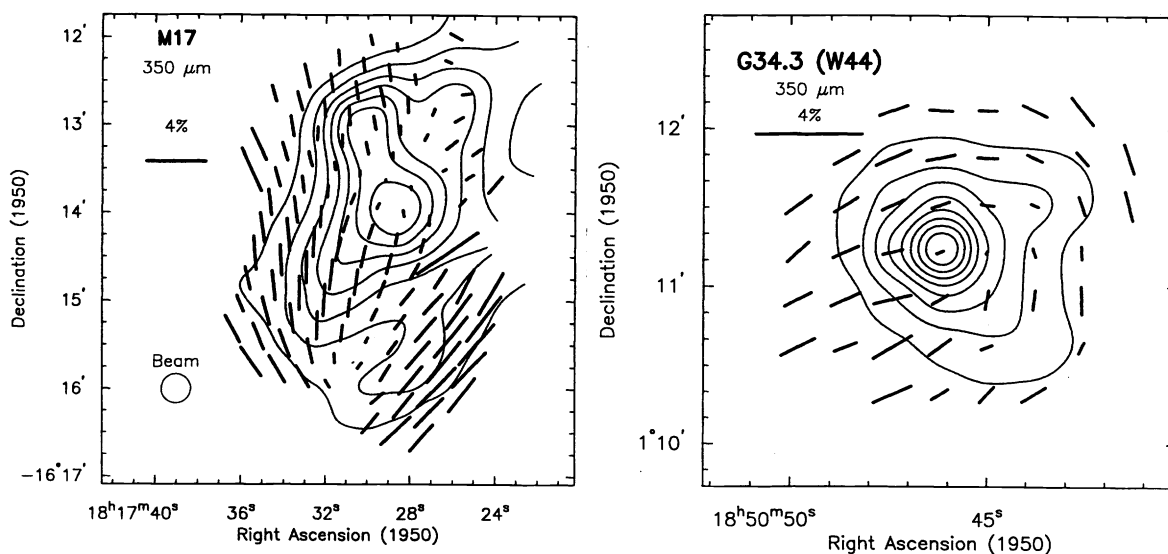 M17
350 μm
4%
Beam
12'
13'
14'
15'
16'
−16°17'
Declination (1950)
18ʰ17ᵐ40ˢ
36ˢ
32ˢ
28ˢ
24ˢ
Right Ascension (1950)
G34.3 (W44)
350 μm
4%
12'
11'
1°10'
Declination (1950)
18ʰ50ᵐ50ˢ
45ˢ
Right Ascension (1950)